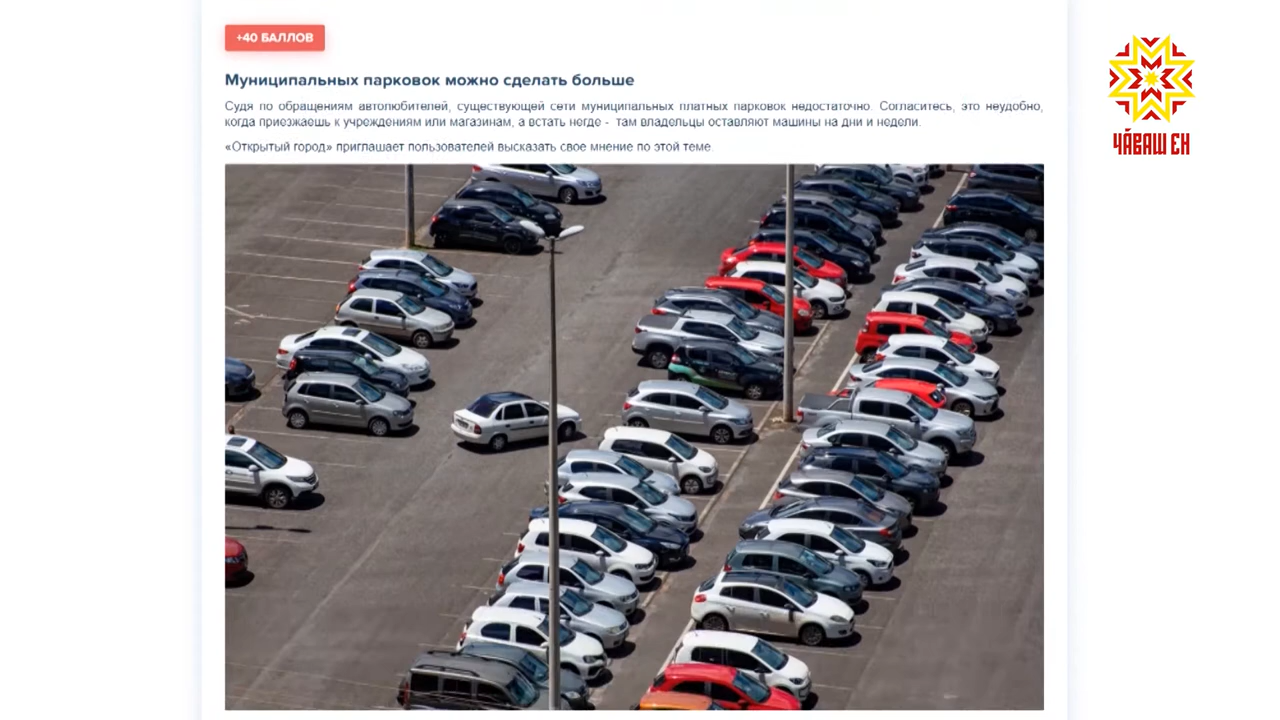 +40 БАЛЛОВ
Муниципальных парковок можно сделать больше
Судя по обращениям автолюбителей, существующей сети муниципальных платных парковок недостаточно. Согласитесь, это неудобно,
когда приезжаешь к учреждениям или магазинам, а встать негде - там владельцы оставляют машины на дни и недели.
«Открытый город» приглашает пользователей высказать свое мнение по этой теме.
ЧӐВАШ ЕН